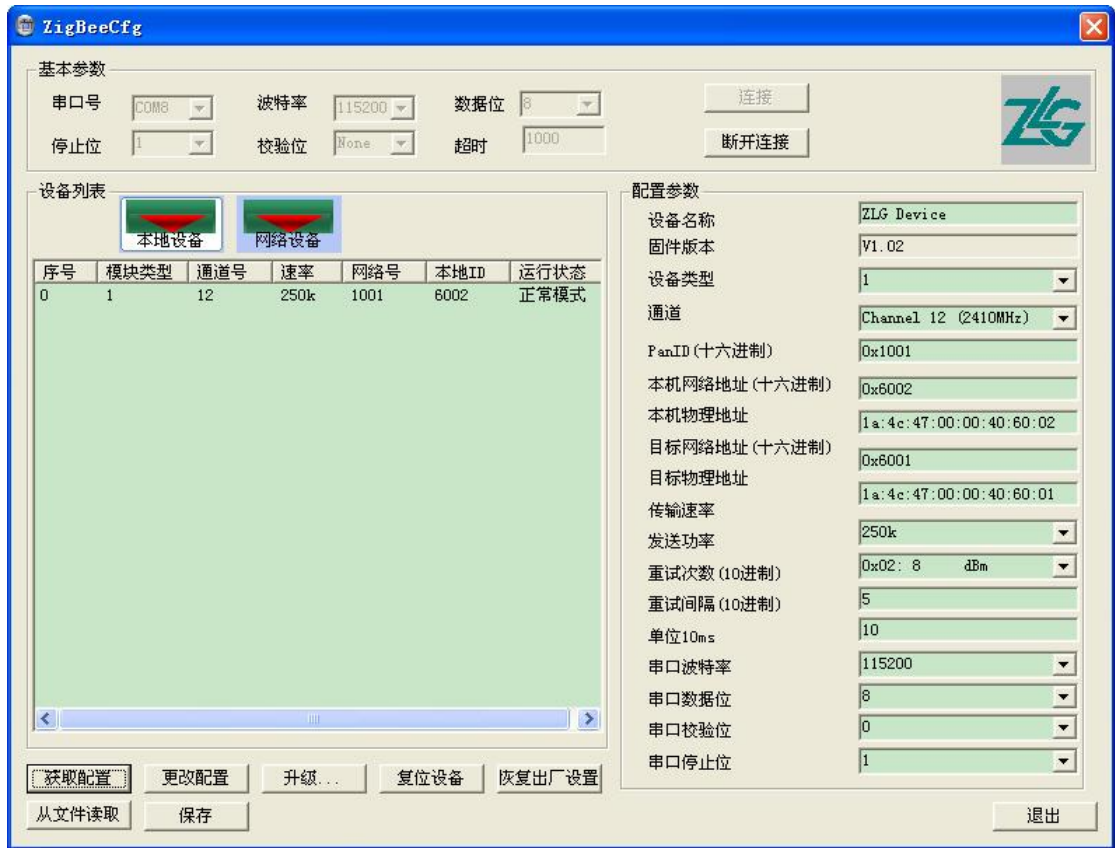 ZigBeeCfg
基本参数
串口号 COM8 波特率 115200 数据位 8 连接
停止位 1 校验位 None 超时 1000 断开连接
ZLG
设备列表
本地设备 网络设备
序号 模块类型 通道号 速率 网络号 本地ID 运行状态
0 1 12 250k 1001 6002 正常模式
获取配置 更改配置 升级... 复位设备 恢复出厂设置
从文件读取 保存
配置参数
设备名称 ZLG Device
固件版本 V1.02
设备类型 1
通道 Channel 12 (2410MHz)
PanID(十六进制) 0x1001
本机网络地址(十六进制) 0x6002
本机物理地址 1a:4c:47:00:00:40:60:02
目标网络地址(十六进制) 0x6001
目标物理地址 1a:4c:47:00:00:40:60:01
传输速率 250k
发送功率 0x02: 8 dBm
重试次数(10进制) 5
重试间隔(10进制) 10
单位10ms
串口波特率 115200
串口数据位 8
串口校验位 0
串口停止位 1
退出